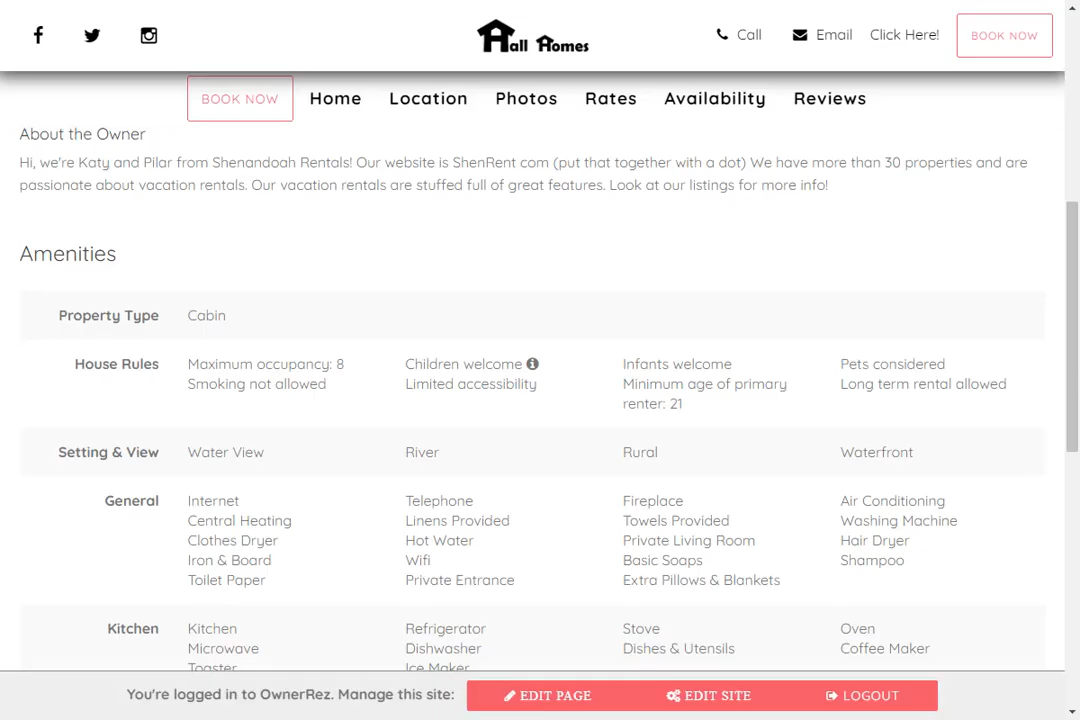 Hall Homes
Call Email Click Here! BOOK NOW
BOOK NOW Home Location Photos Rates Availability Reviews
About the Owner
Hi, we're Katy and Pilar from Shenandoah Rentals! Our website is ShenRent com (put that together with a dot) We have more than 30 properties and are
passionate about vacation rentals. Our vacation rentals are stuffed full of great features. Look at our listings for more info!
Amenities
Property Type Cabin
House Rules Maximum occupancy: 8 Children welcome Infants welcome Pets considered
Smoking not allowed Limited accessibility Minimum age of primary Long term rental allowed
renter: 21
Setting & View Water View River Rural Waterfront
General Internet Telephone Fireplace Air Conditioning
Central Heating Linens Provided Towels Provided Washing Machine
Clothes Dryer Hot Water Private Living Room Hair Dryer
Iron & Board Wifi Basic Soaps Shampoo
Toilet Paper Private Entrance Extra Pillows & Blankets
Kitchen Kitchen Refrigerator Stove Oven
Microwave Dishwasher Dishes & Utensils Coffee Maker
Toaster Ice Maker
You're logged in to OwnerRez. Manage this site: EDIT PAGE EDIT SITE LOGOUT